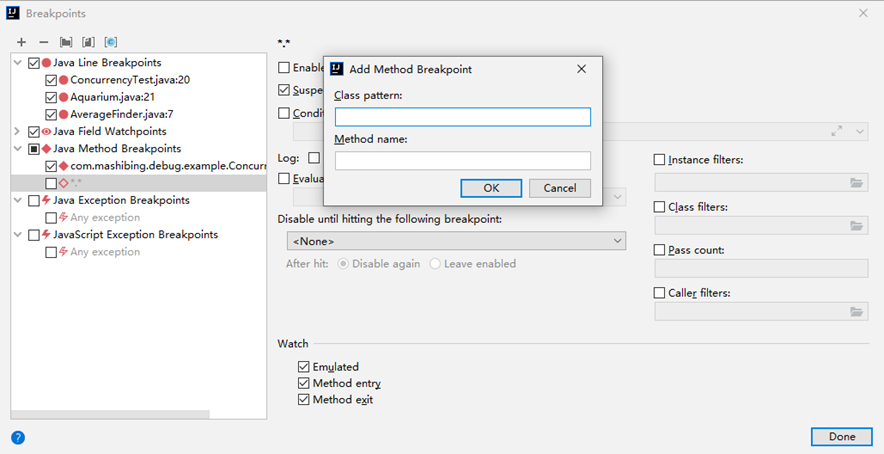 Breakpoints
Java Line Breakpoints
ConcurrencyTest.java:20
Aquarium.java:21
AverageFinder.java:7
Java Field Watchpoints
Java Method Breakpoints
com.mashibing.debug.example.Concurr
*.*
Java Exception Breakpoints
Any exception
JavaScript Exception Breakpoints
Any exception
*.*
Enable
Suspe
Condit
Log:
Evalua
Add Method Breakpoint
Class pattern:
Method name:
OK
Cancel
Disable until hitting the following breakpoint:
<None>
After hit:
Disable again
Leave enabled
Instance filters:
Class filters:
Pass count:
Caller filters:
Watch
Emulated
Method entry
Method exit
?
Done